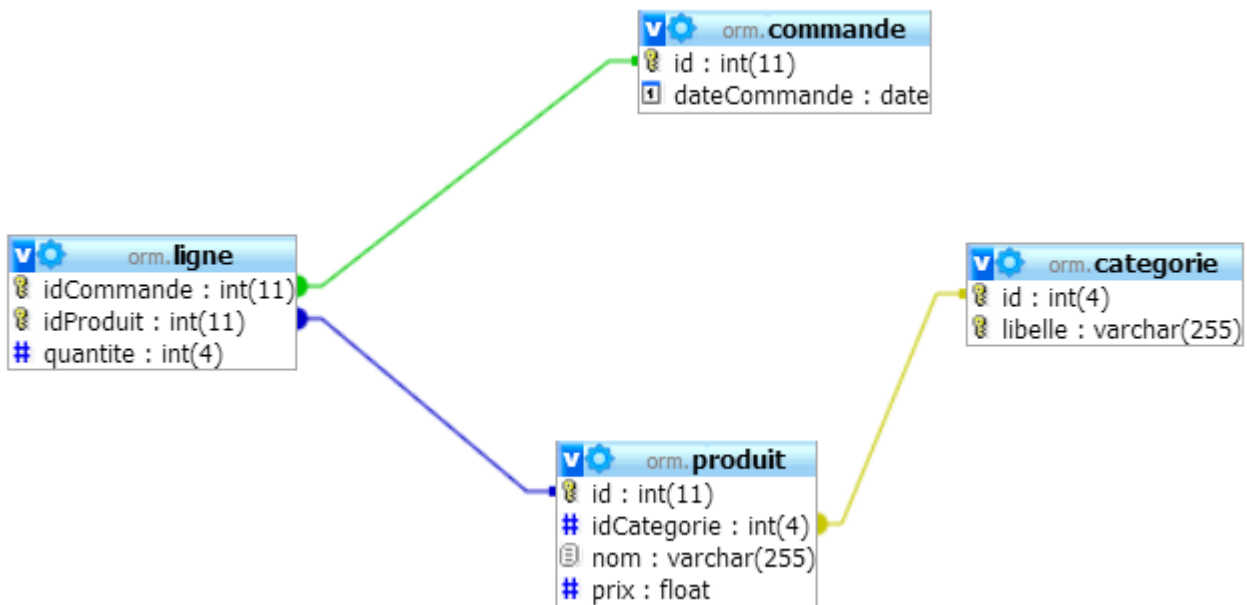 orm.commande
id : int(11)
dateCommande : date
orm.ligne
idCommande : int(11)
idProduit : int(11)
# quantite : int(4)
orm.categorie
id : int(4)
libelle : varchar(255)
orm.produit
id : int(11)
# idCategorie : int(4)
nom : varchar(255)
# prix : float